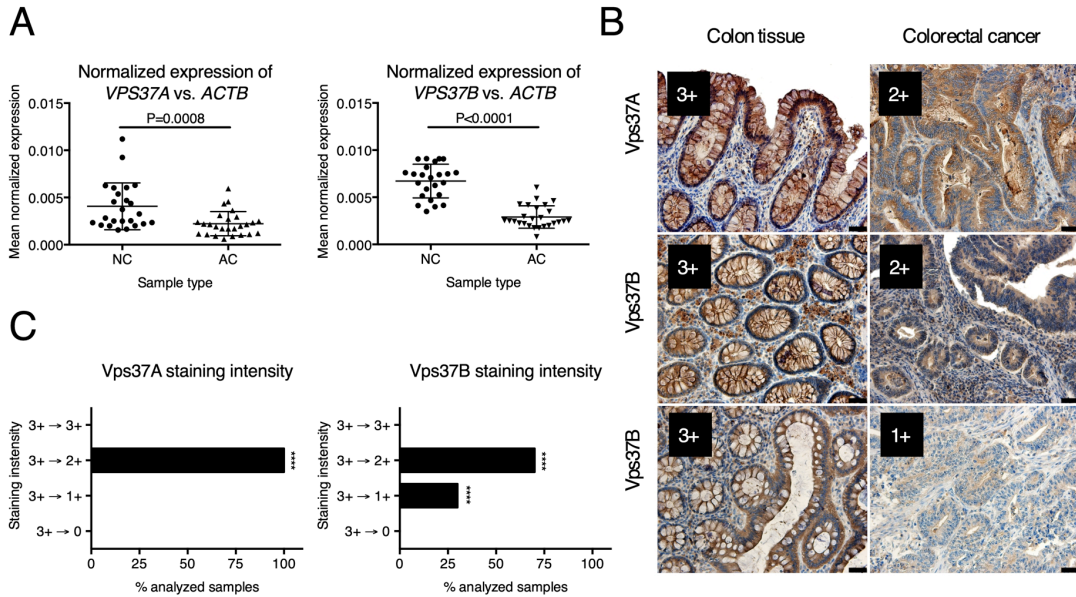 A
Normalized expression of
VPS37A vs. ACTB
P=0.0008
Mean normalized expression
0.015
0.010
0.005
0.000
NC
AC
Sample type
Normalized expression of
VPS37B vs. ACTB
P<0.0001
Mean normalized expression
0.015
0.010
0.005
0.000
NC
AC
Sample type
B
Colon tissue
Colorectal cancer
Vps37A
3+
2+
Vps37B
3+
2+
Vps37B
3+
1+
C
Vps37A staining intensity
Staining instensity
3+ → 3+
3+ → 2+
3+ → 1+
3+ → 0
****
0
25
50
75
100
% analyzed samples
Vps37B staining intensity
Staining instensity
3+ → 3+
3+ → 2+
3+ → 1+
3+ → 0
****
****
0
25
50
75
100
% analyzed samples